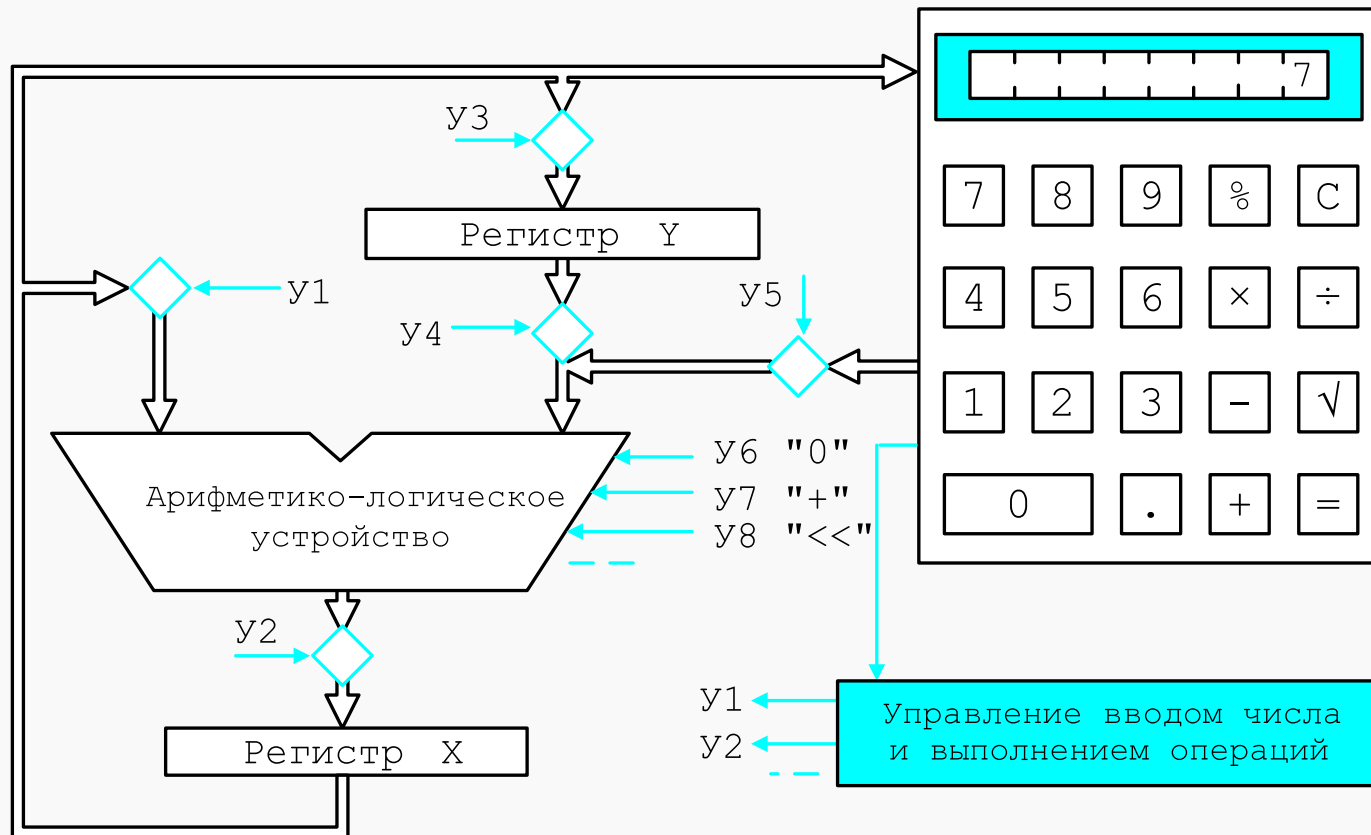 7
У3
7 8 9 % C
Регистр Y
У1
У5
4 5 6 × ÷
У4
1 2 3 - √
У6 "0"
Арифметико-логическое
устройство
У7 "+"
У8 "<<"
0 . + =
У2
У1
У2
Управление вводом числа
и выполнением операций
Регистр X